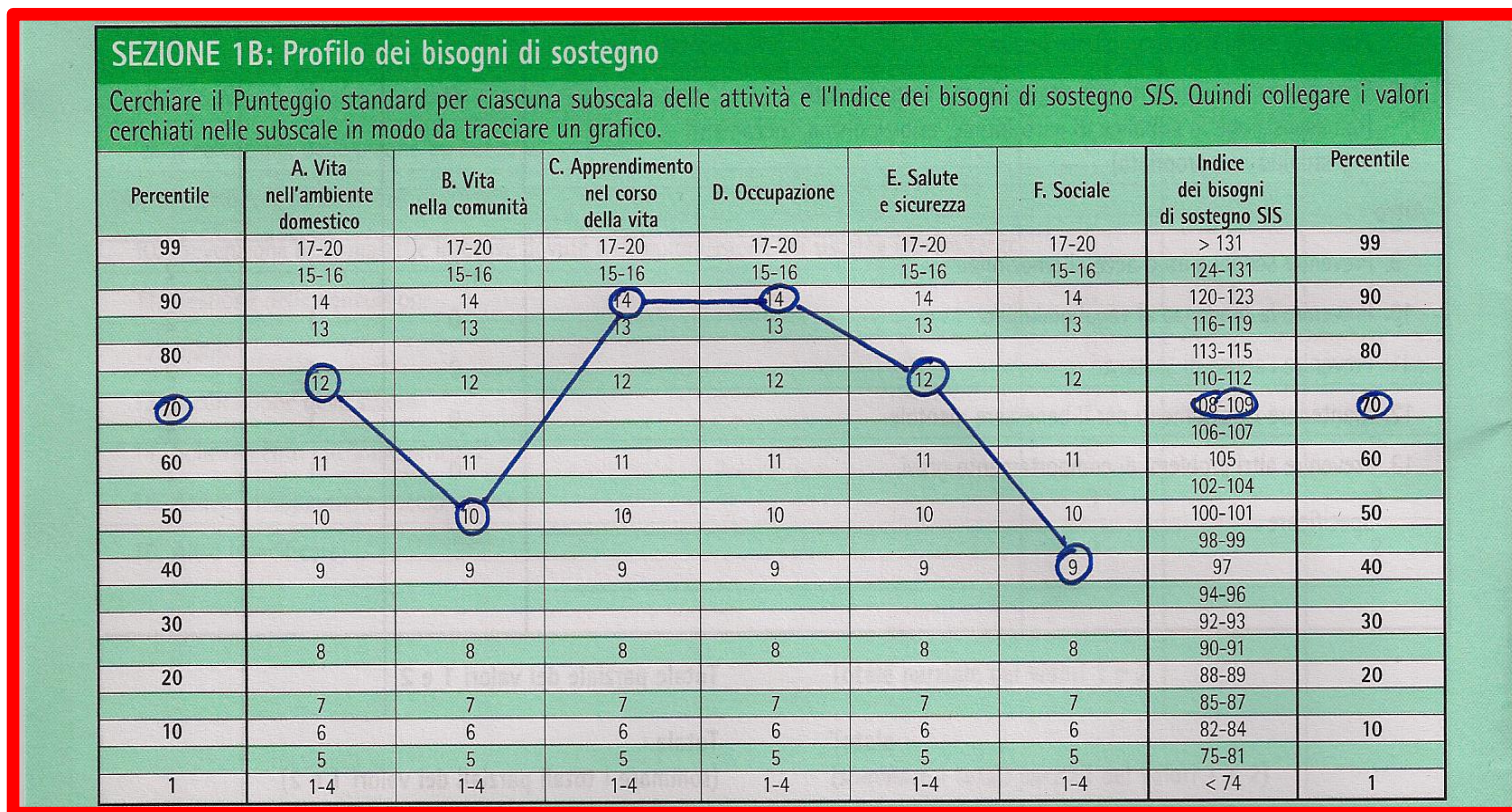 SEZIONE 1B: Profilo dei bisogni di sostegno
Cerchiare il Punteggio standard per ciascuna subscala delle attività e l'Indice dei bisogni di sostegno SIS. Quindi collegare i valori
cerchiati nelle subscale in modo da tracciare un grafico.
Percentile A. Vita nell'ambiente domestico B. Vita nella comunità C. Apprendimento nel corso della vita D. Occupazione E. Salute e sicurezza F. Sociale Indice dei bisogni di sostegno SIS Percentile
99 17-20 17-20 17-20 17-20 17-20 17-20 > 131 99
15-16 15-16 15-16 15-16 15-16 15-16 124-131
90 14 14 14 14 14 14 120-123 90
13 13 13 13 13 13 116-119
80 113-115 80
12 12 12 12 12 12 110-112
70 108-109 70
106-107
60 11 11 11 11 11 11 105 60
102-104
50 10 10 10 10 10 10 100-101 50
98-99
40 9 9 9 9 9 9 97 40
94-96
30 92-93 30
8 8 8 8 8 8 90-91
20 88-89 20
7 7 7 7 7 7 85-87
10 6 6 6 6 6 6 82-84 10
5 5 5 5 5 5 75-81
1 1-4 1-4 1-4 1-4 1-4 1-4 < 74 1